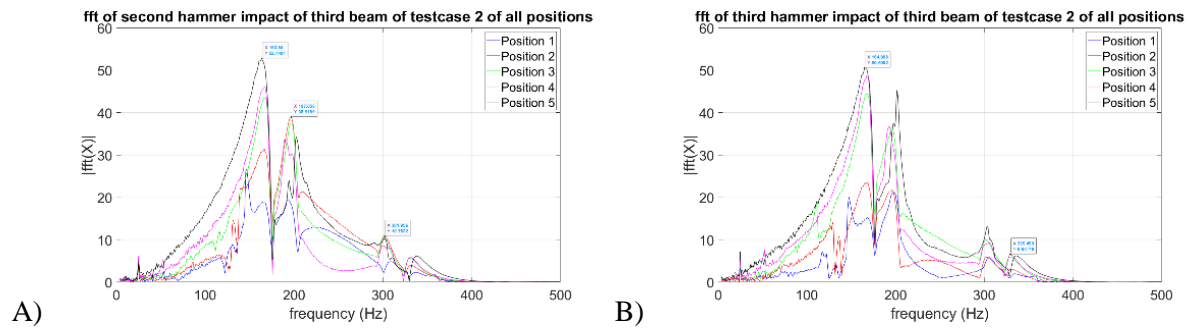 fft of second hammer impact of third beam of testcase 2 of all positions
60
50
40
30
20
10
0
|fft(X)|
0 100 200 300 400 500
frequency (Hz)
Position 1
Position 2
Position 3
Position 4
Position 5
A)
fft of third hammer impact of third beam of testcase 2 of all positions
60
50
40
30
20
10
0
|fft(X)|
0 100 200 300 400 500
frequency (Hz)
Position 1
Position 2
Position 3
Position 4
Position 5
B)